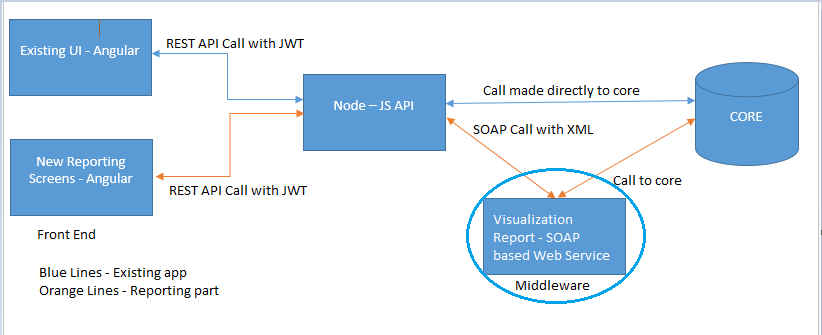 Existing UI - Angular
REST API Call with JWT
Node – JS API
Call made directly to core
CORE
SOAP Call with XML
New Reporting
Screens - Angular
REST API Call with JWT
Call to core
Visualization
Report - SOAP
based Web Service
Middleware
Front End
Blue Lines - Existing app
Orange Lines - Reporting part